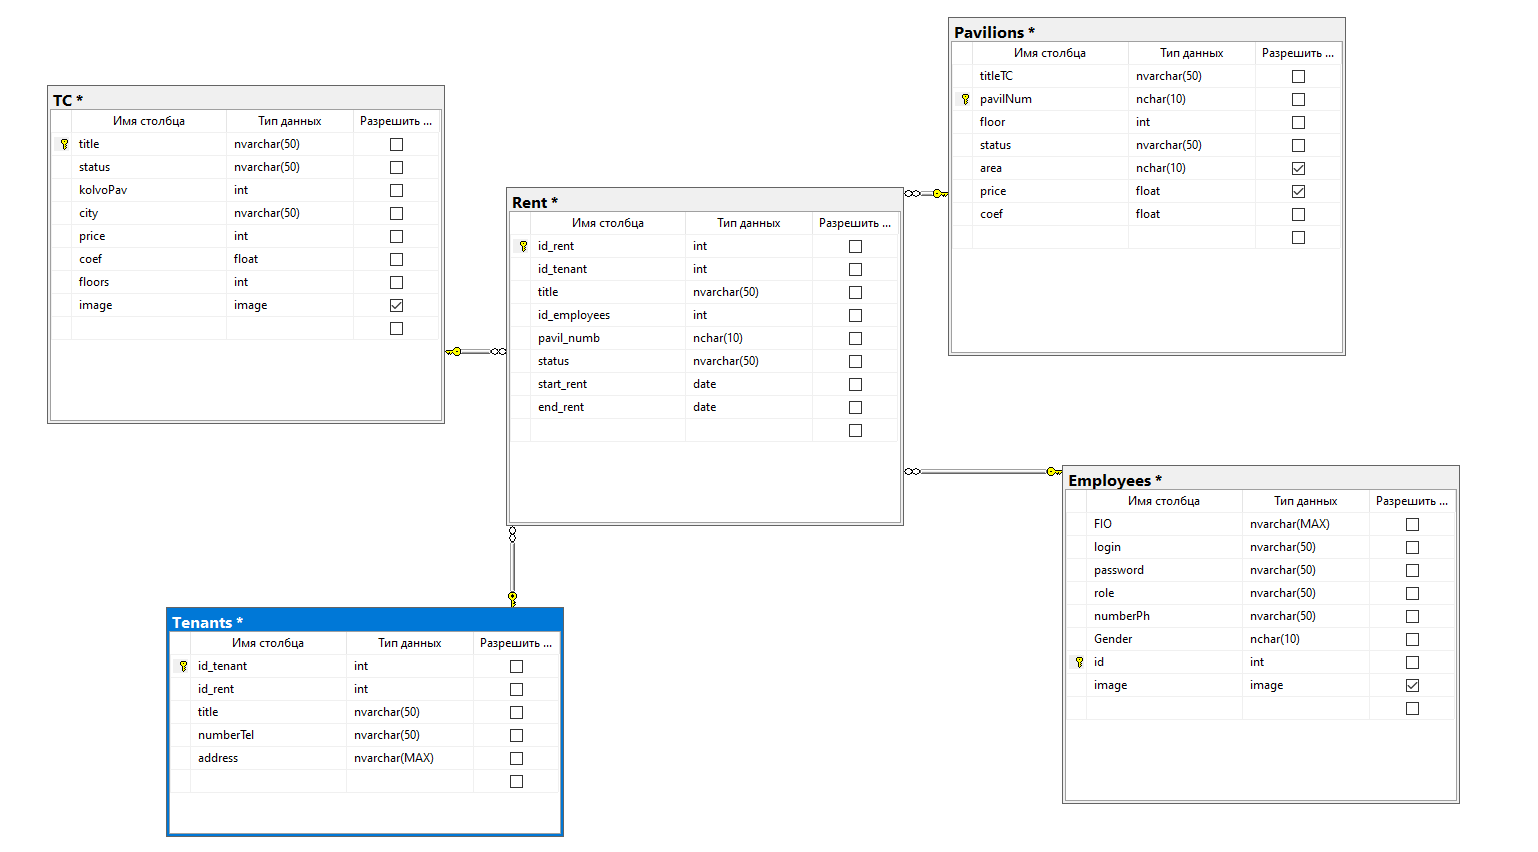 TC *
Имя столбца Тип данных Разрешить ...
title nvarchar(50)
status nvarchar(50)
kolvoPav int
city nvarchar(50)
price int
coef float
floors int
image image
Rent *
Имя столбца Тип данных Разрешить ...
id_rent int
id_tenant int
title nvarchar(50)
id_employees int
pavil_numb nchar(10)
status nvarchar(50)
start_rent date
end_rent date
Pavilions *
Имя столбца Тип данных Разрешить ...
titleTC nvarchar(50)
pavilNum nchar(10)
floor int
status nvarchar(50)
area nchar(10)
price float
coef float
Tenants *
Имя столбца Тип данных Разрешить ...
id_tenant int
id_rent int
title nvarchar(50)
numberTel nvarchar(50)
address nvarchar(MAX)
Employees *
Имя столбца Тип данных Разрешить ...
FIO nvarchar(MAX)
login nvarchar(50)
password nvarchar(50)
role nvarchar(50)
numberPh nvarchar(50)
Gender nchar(10)
id int
image image